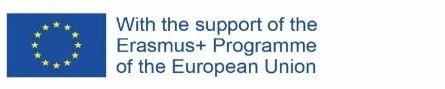 With the support of the
Erasmus+ Programme
of the European Union